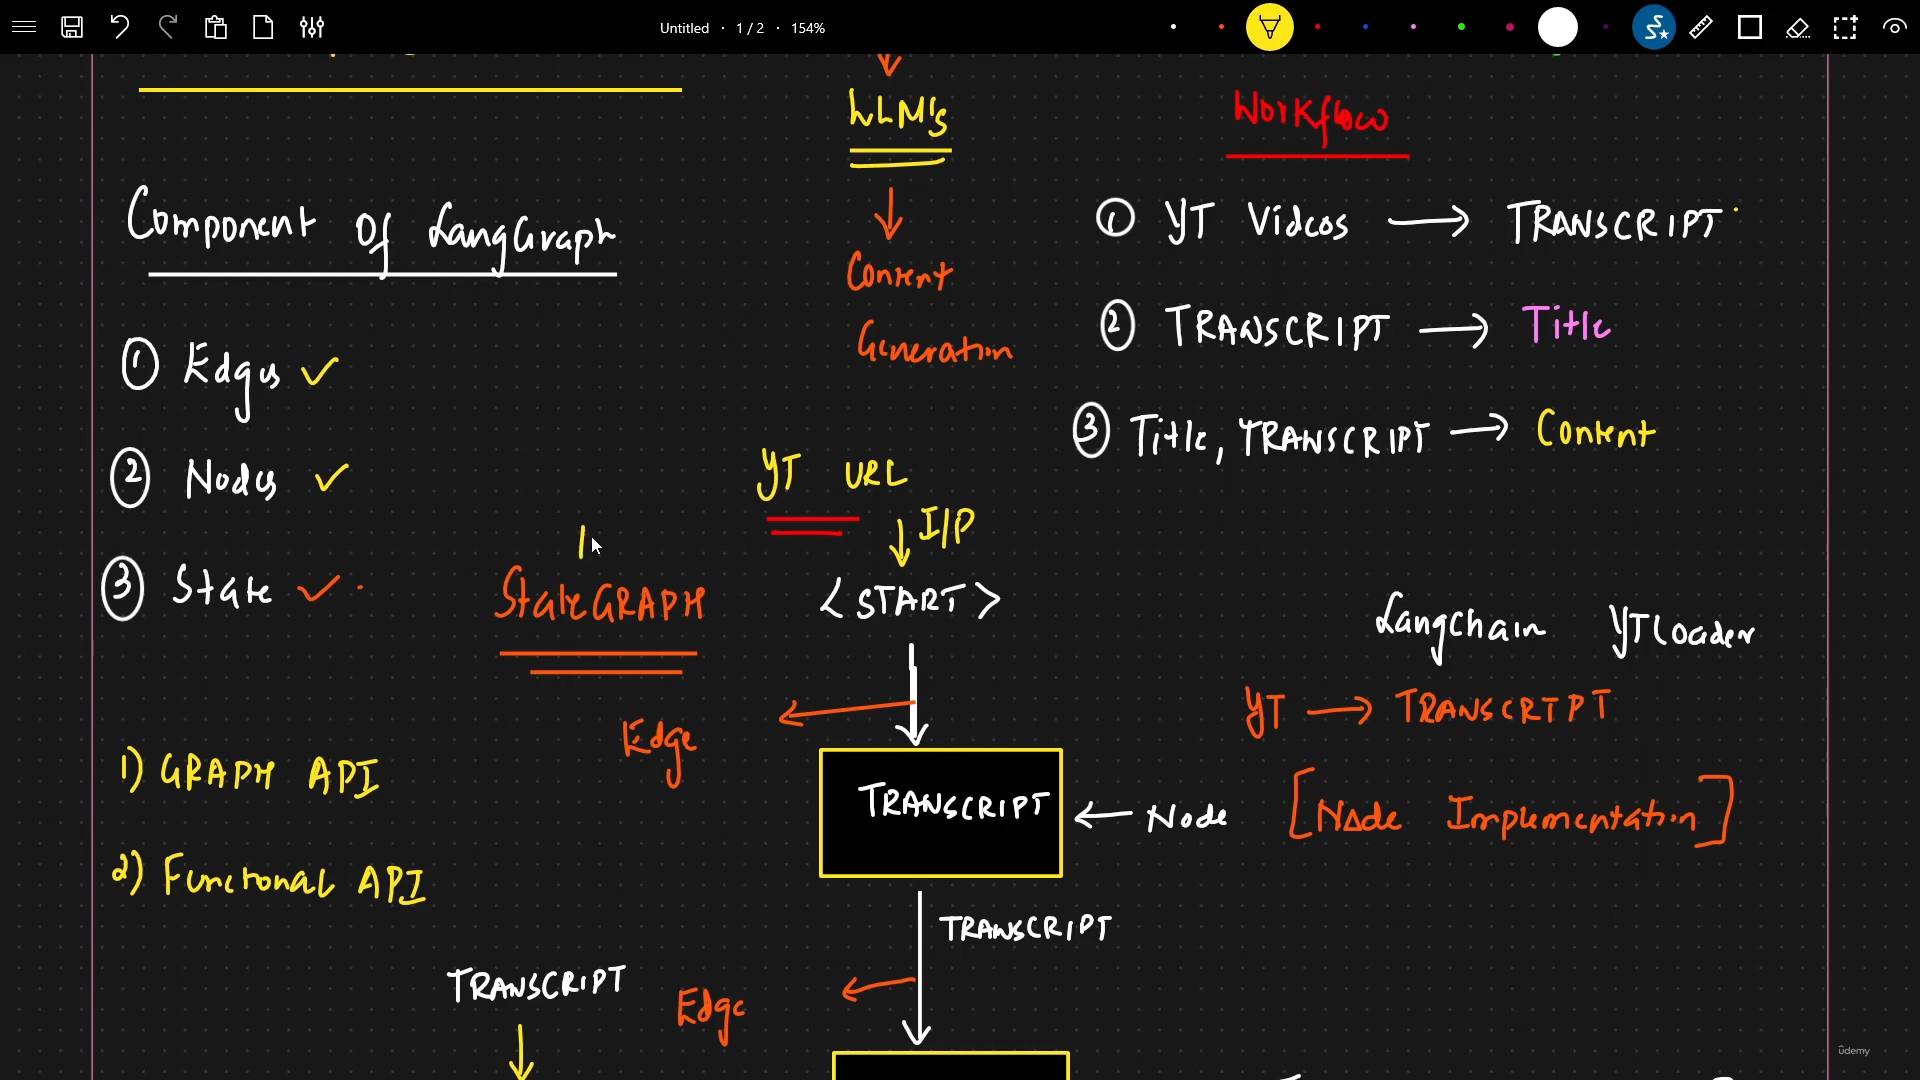 Untitled · 1 / 2 · 154%
LLM's
Content
Generation
Workflow
① YT Videos → TRANSCRIPT
② TRANSCRIPT → Title
③ Title, TRANSCRIPT → Content
Component Of LangGraph
① Edges ✓
② Nodes ✓
③ State ✓
StateGRAPH
YT URL
I/P
<START>
Edge
TRANSCRIPT
← Node
Langchain YTLoader
YT → TRANSCRIPT
[Node Implementation]
1) GRAPH API
2) Functional API
TRANSCRIPT
TRANSCRIPT
Edge
udemy